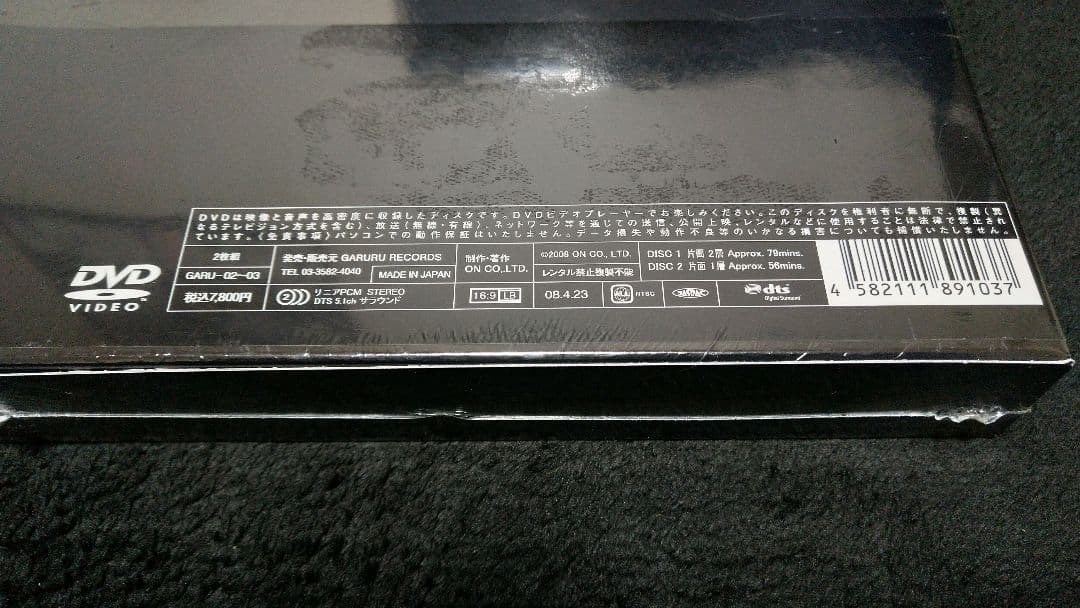 DVDは映像と音声を高密度に収録したディスクです。DVDビデオプレーヤーでお楽しみください。このディスクを権利者に無断で、複製(異
なるテレビジョン方式を含む)、放送(無線・有線)、ネットワーク等を通じての送信、公開上映、レンタルなどに使用することは法律で禁止され
ています。〈免責事項〉パソコンでの動作保証はいたしません。データ損失や動作不良等のいかなる損害についても補償いたしません。
DVD
VIDEO
2枚組
GARU-02~03
税込7,800円
発売・販売元 GARURU RECORDS
TEL 03-3582-4040
MADE IN JAPAN
リニアPCM STEREO
DTS 5.1ch サラウンド
制作・著作
ON CO.,LTD.
16:9 LB
©2008 ON CO., LTD.
レンタル禁止複製不能
08.4.23
NTSC
DISC 1 片面 2層 Approx. 79mins.
DISC 2 片面 1層 Approx. 56mins.
dts
Digital Surround
4 582111 891037